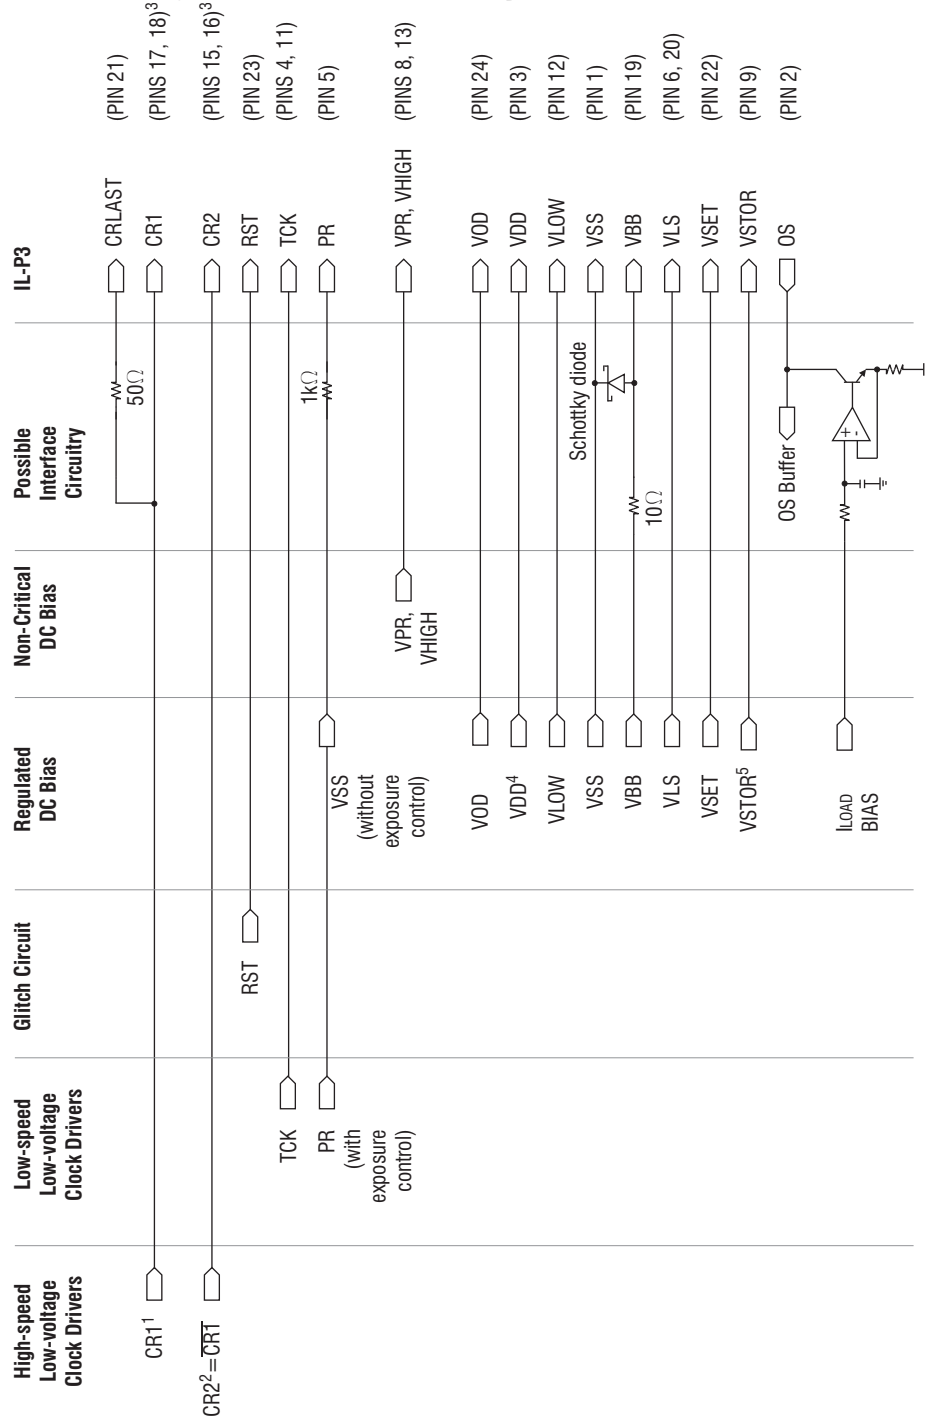 High-speed
Low-voltage
Clock Drivers
Low-speed
Low-voltage
Clock Drivers
Glitch Circuit
Regulated
DC Bias
Non-Critical
DC Bias
Possible
Interface
Circuitry
IL-P3
50Ω
CRLAST (PIN 21)
CR1¹
CR1 (PINS 17, 18)³
CR2²=C̅R̅1̅
CR2 (PINS 15, 16)³
RST
RST (PIN 23)
TCK
TCK (PINS 4, 11)
PR
(with
exposure
control)
VSS
(without
exposure
control)
1kΩ
PR (PIN 5)
VPR,
VHIGH
VPR, VHIGH (PINS 8, 13)
VOD
VOD (PIN 24)
VDD⁴
VDD (PIN 3)
VLOW
VLOW (PIN 12)
VSS
Schottky diode
VSS (PIN 1)
VBB
10Ω
VBB (PIN 19)
VLS
VLS (PIN 6, 20)
VSET
VSET (PIN 22)
VSTOR⁵
VSTOR (PIN 9)
OS Buffer
OS (PIN 2)
ILOAD
BIAS
+
-